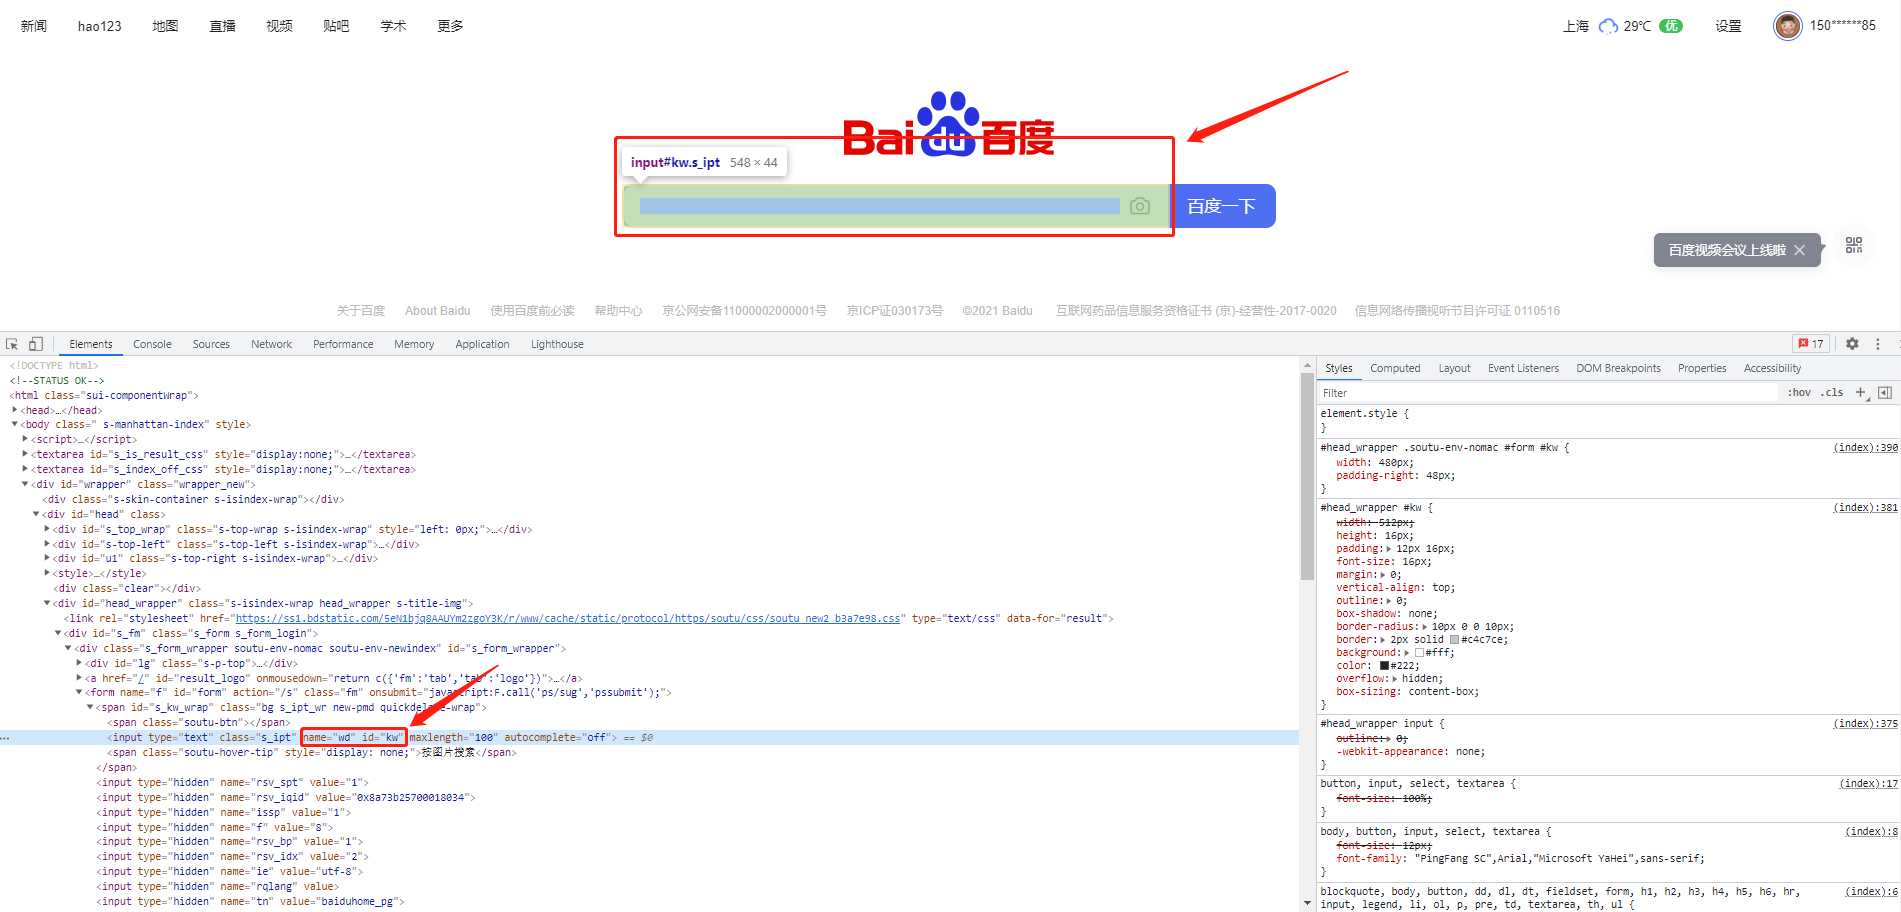 新闻 hao123 地图 直播 视频 贴吧 学术 更多 上海 29℃ 优 设置 150******85
Bai du 百度
input#kw.s_ipt 548 × 44
百度一下
百度视频会议上线啦
关于百度 About Baidu 使用百度前必读 帮助中心 京公网安备11000002000001号 京ICP证030173号 ©2021 Baidu 互联网药品信息服务资格证书 (京)-经营性-2017-0020 信息网络传播视听节目许可证 0110516
Elements Console Sources Network Performance Memory Application Lighthouse 17
<!DOCTYPE html>
<!--STATUS OK-->
<html class="sui-componentWrap">
<head>…</head>
<body class=" s-manhattan-index" style>
<script>…</script>
<textarea id="s_is_result_css" style="display:none;">…</textarea>
<textarea id="s_index_off_css" style="display:none;">…</textarea>
<div id="wrapper" class="wrapper_new">
<div class="s-skin-container s-isindex-wrap"></div>
<div id="head" class>
<div id="s_top_wrap" class="s-top-wrap s-isindex-wrap" style="left: 0px;">…</div>
<div id="s-top-left" class="s-top-left s-isindex-wrap">…</div>
<div id="u1" class="s-top-right s-isindex-wrap">…</div>
<style>…</style>
<div class="clear"></div>
<div id="head_wrapper" class="s-isindex-wrap head_wrapper s-title-img">
<link rel="stylesheet" href="https://ss1.bdstatic.com/5eN1bjq8AAUYm2zgoY3K/r/www/cache/static/protocol/https/soutu/css/soutu_new2_b3a7e98.css" type="text/css" data-for="result">
<div id="s_fm" class="s_form s_form_login">
<div class="s_form_wrapper soutu-env-nomac soutu-env-newindex" id="s_form_wrapper">
<div id="lg" class="s-p-top">…</div>
<a href="/" id="result_logo" onmousedown="return c({'fm':'tab','tab':'logo'})">…</a>
<form name="f" id="form" action="/s" class="fm" onsubmit="javascript:F.call('ps/sug','pssubmit');">
<span id="s_kw_wrap" class="bg s_ipt_wr new-pmd quickdelete-wrap">
<span class="soutu-btn"></span>
… <input type="text" class="s_ipt" name="wd" id="kw" maxlength="100" autocomplete="off"> == $0
<span class="soutu-hover-tip" style="display: none;">按图片搜索</span>
</span>
<input type="hidden" name="rsv_spt" value="1">
<input type="hidden" name="rsv_iqid" value="0x8a73b25700018034">
<input type="hidden" name="issp" value="1">
<input type="hidden" name="f" value="8">
<input type="hidden" name="rsv_bp" value="1">
<input type="hidden" name="rsv_idx" value="2">
<input type="hidden" name="ie" value="utf-8">
<input type="hidden" name="rqlang" value>
<input type="hidden" name="tn" value="baiduhome_pg">
Styles Computed Layout Event Listeners DOM Breakpoints Properties Accessibility
Filter :hov .cls +
element.style {
}
#head_wrapper .soutu-env-nomac #form #kw { (index):390
width: 480px;
padding-right: 48px;
}
#head_wrapper #kw { (index):381
width: 512px;
height: 16px;
padding: 12px 16px;
font-size: 16px;
margin: 0;
vertical-align: top;
outline: 0;
box-shadow: none;
border-radius: 10px 0 0 10px;
border: 2px solid #c4c7ce;
background: #fff;
color: #222;
overflow: hidden;
box-sizing: content-box;
}
#head_wrapper input { (index):375
outline: 0;
-webkit-appearance: none;
}
button, input, select, textarea { (index):17
font-size: 100%;
}
body, button, input, select, textarea { (index):8
font-size: 12px;
font-family: "PingFang SC",Arial,"Microsoft YaHei",sans-serif;
}
blockquote, body, button, dd, dl, dt, fieldset, form, h1, h2, h3, h4, h5, h6, hr, (index):6
input, legend, li, ol, p, pre, td, textarea, th, ul {